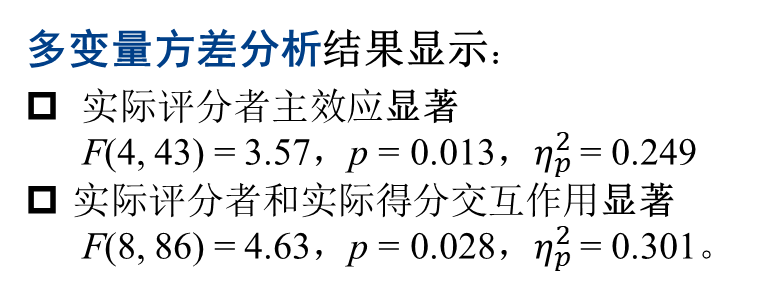 多变量方差分析结果显示：
□ 实际评分者主效应显著
F(4, 43) = 3.57，p = 0.013，η²ₚ = 0.249
□ 实际评分者和实际得分交互作用显著
F(8, 86) = 4.63，p = 0.028，η²ₚ = 0.301。